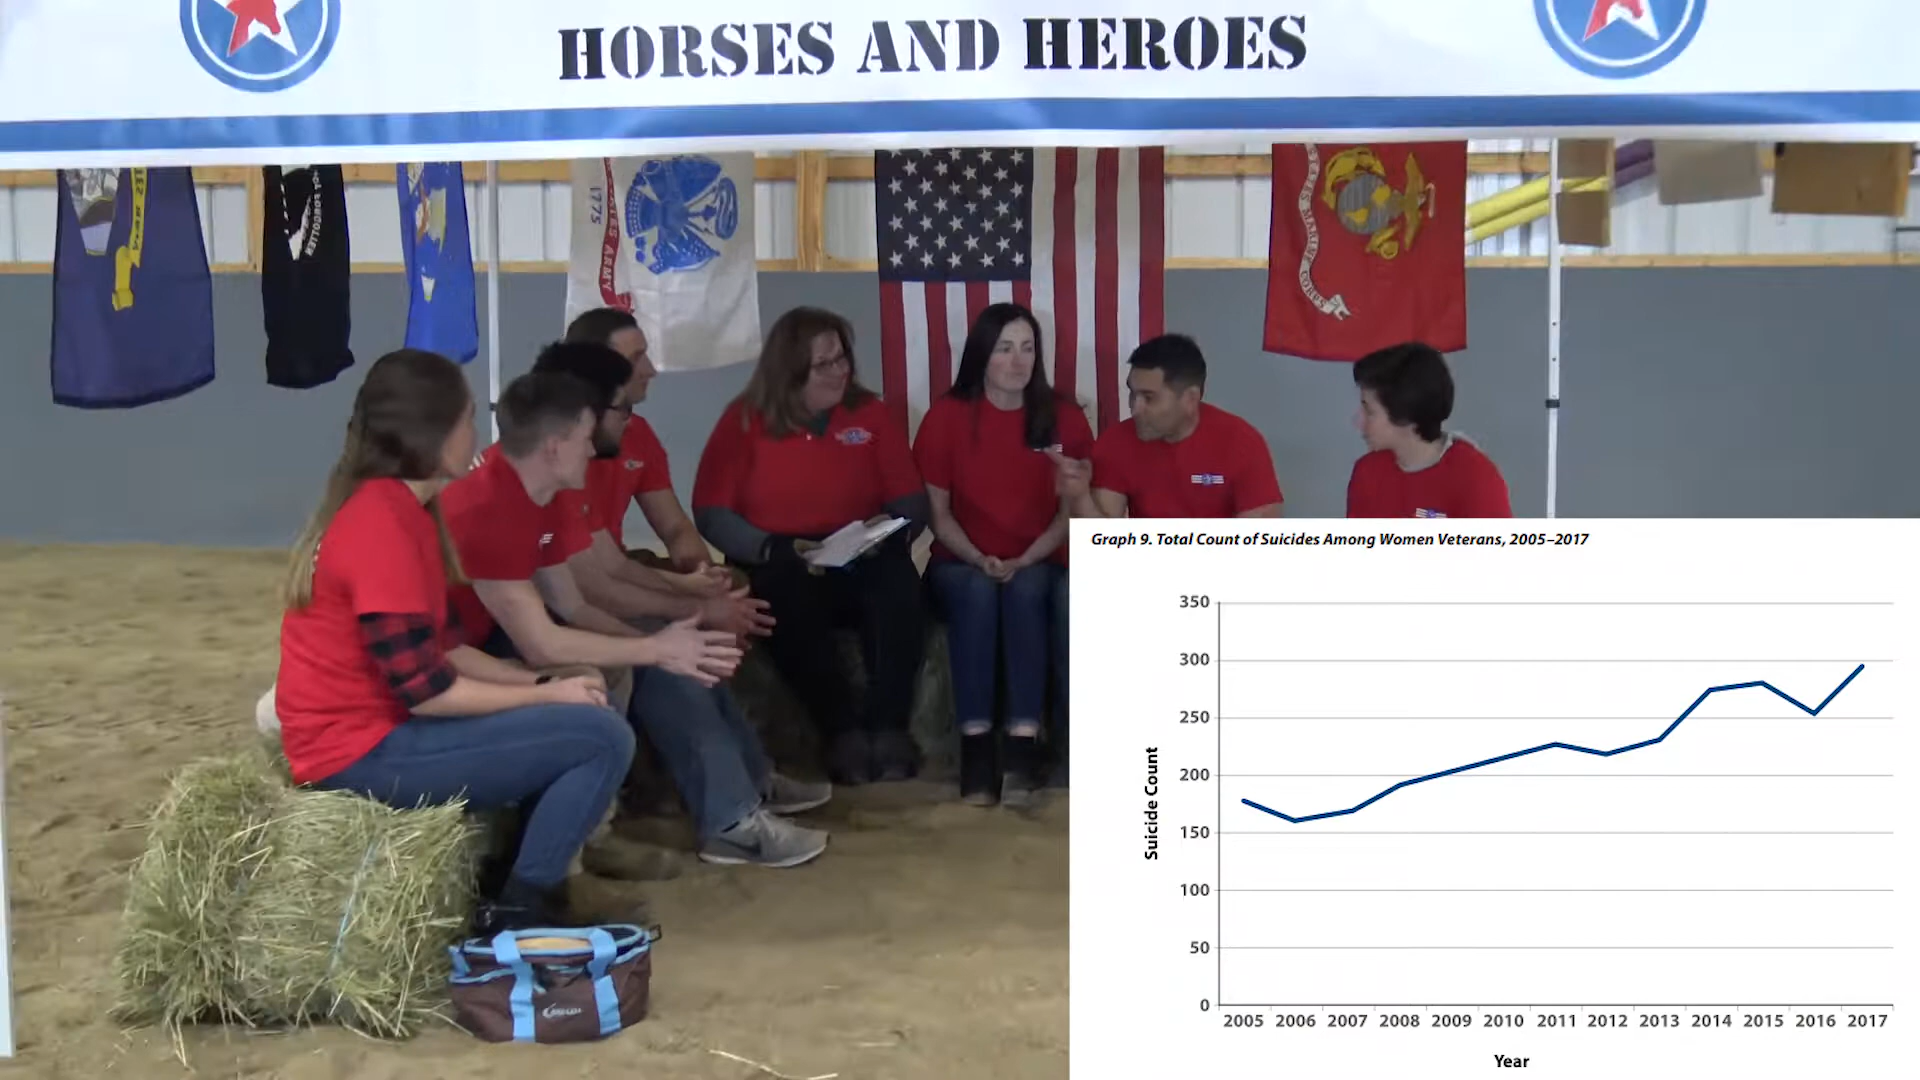 HORSES AND HEROES
1775
Graph 9. Total Count of Suicides Among Women Veterans, 2005–2017
350
300
250
200
150
100
50
0
Suicide Count
2005 2006 2007 2008 2009 2010 2011 2012 2013 2014 2015 2016 2017
Year